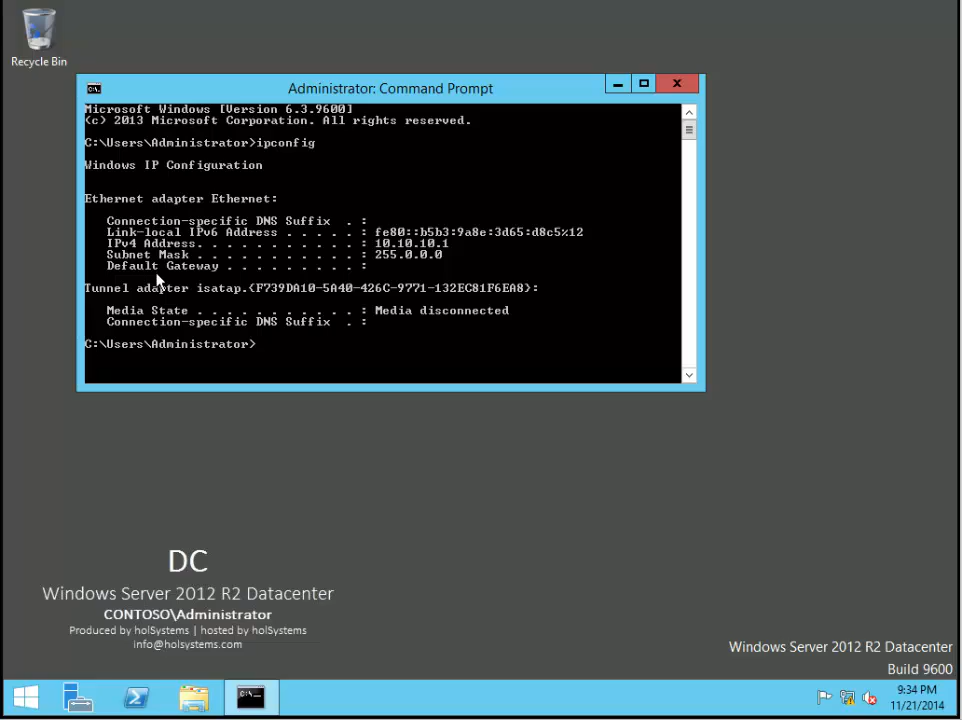 Recycle Bin
Administrator: Command Prompt
Microsoft Windows [Version 6.3.9600]
(c) 2013 Microsoft Corporation. All rights reserved.
C:\Users\Administrator>ipconfig
Windows IP Configuration
Ethernet adapter Ethernet:
Connection-specific DNS Suffix  . :
Link-local IPv6 Address . . . . . : fe80::b5b3:9a8e:3d65:d8c5%12
IPv4 Address. . . . . . . . . . . : 10.10.10.1
Subnet Mask . . . . . . . . . . . : 255.0.0.0
Default Gateway . . . . . . . . . :
Tunnel adapter isatap.{F739DA10-5A40-426C-9771-132EC81F6EA8}:
Media State . . . . . . . . . . . : Media disconnected
Connection-specific DNS Suffix  . :
C:\Users\Administrator>
DC
Windows Server 2012 R2 Datacenter
CONTOSO\Administrator
Produced by holSystems | hosted by holSystems
info@holsystems.com
Windows Server 2012 R2 Datacenter
Build 9600
9:34 PM
11/21/2014